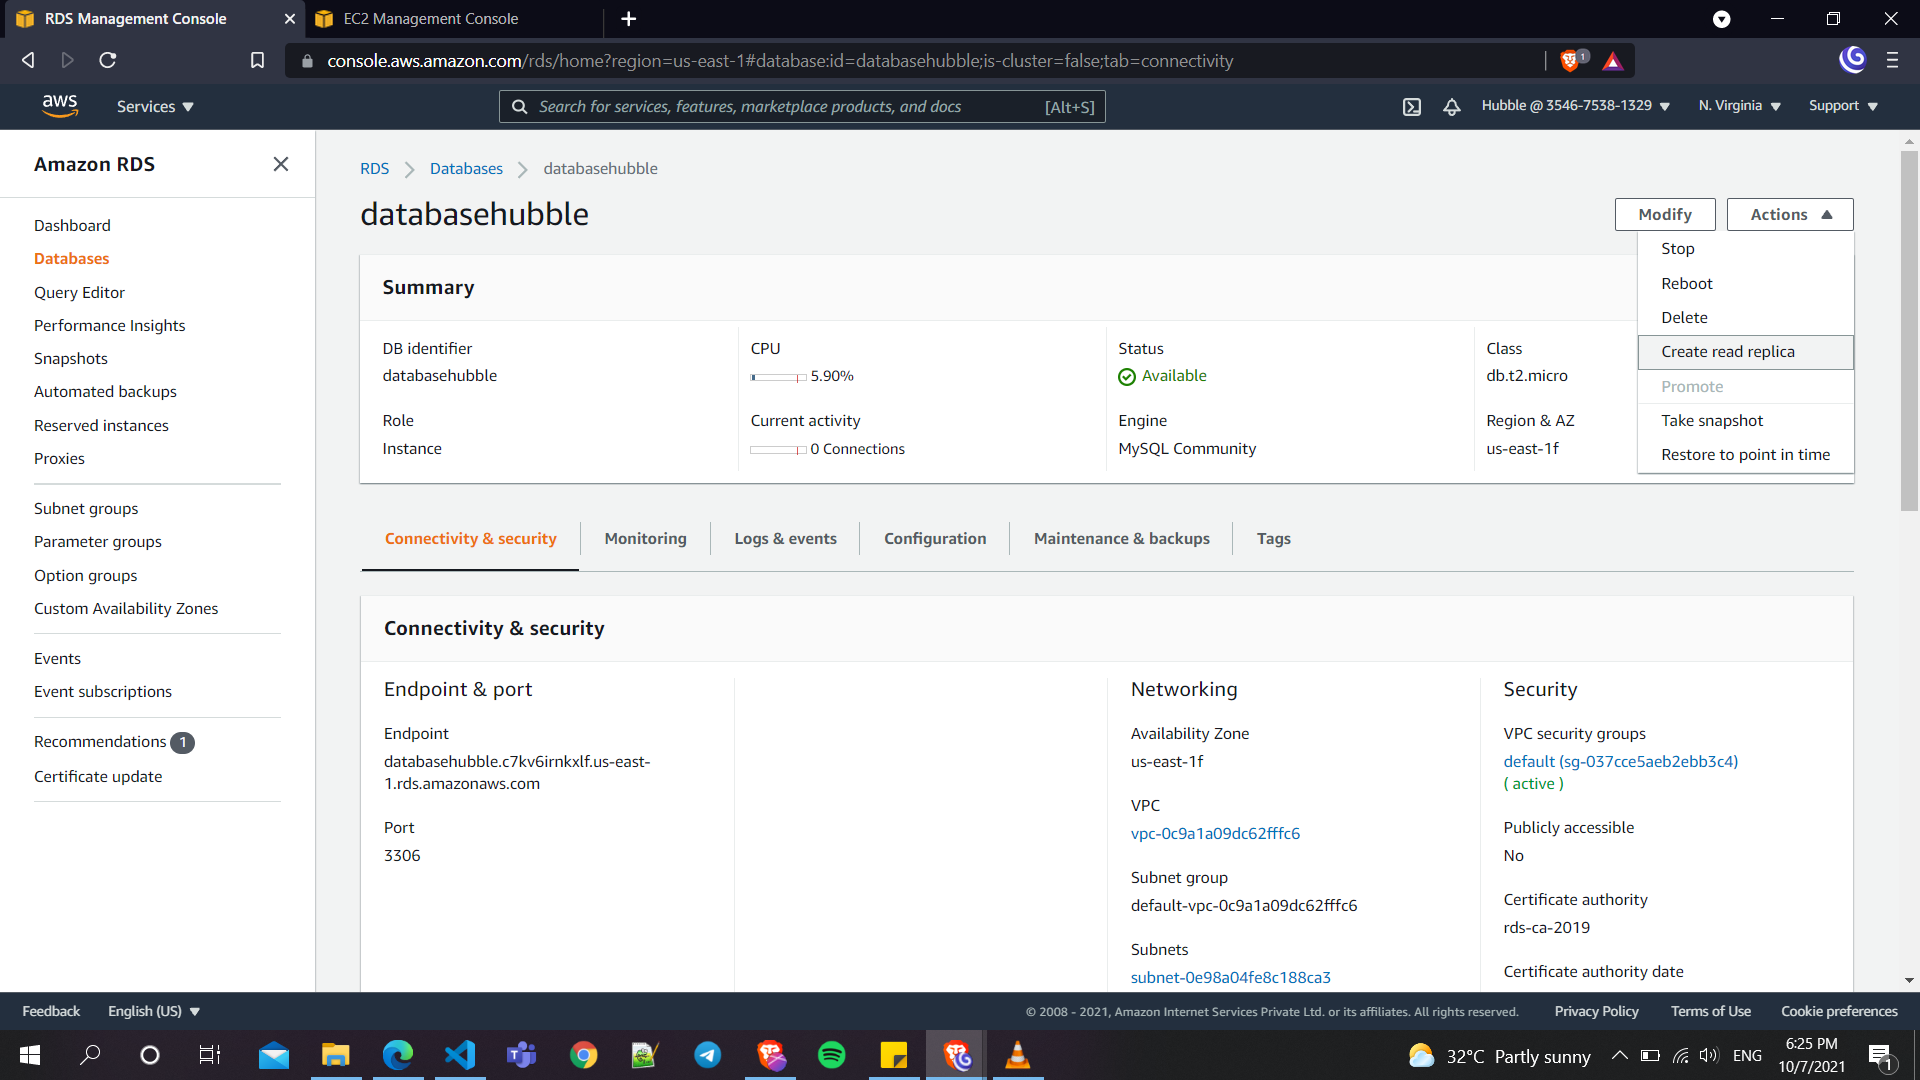 RDS Management Console
EC2 Management Console
console.aws.amazon.com/rds/home?region=us-east-1#database:id=databasehubble;is-cluster=false;tab=connectivity
1
aws
Services
Search for services, features, marketplace products, and docs
[Alt+S]
Hubble @ 3546-7538-1329
N. Virginia
Support
Amazon RDS
Dashboard
Databases
Query Editor
Performance Insights
Snapshots
Automated backups
Reserved instances
Proxies
Subnet groups
Parameter groups
Option groups
Custom Availability Zones
Events
Event subscriptions
Recommendations 1
Certificate update
RDS
Databases
databasehubble
databasehubble
Modify
Actions
Stop
Reboot
Delete
Create read replica
Promote
Take snapshot
Restore to point in time
Summary
DB identifier
databasehubble
CPU
5.90%
Status
Available
Class
db.t2.micro
Role
Instance
Current activity
0 Connections
Engine
MySQL Community
Region & AZ
us-east-1f
Connectivity & security
Monitoring
Logs & events
Configuration
Maintenance & backups
Tags
Connectivity & security
Endpoint & port
Endpoint
databasehubble.c7kv6irnkxlf.us-east-
1.rds.amazonaws.com
Port
3306
Networking
Availability Zone
us-east-1f
VPC
vpc-0c9a1a09dc62fffc6
Subnet group
default-vpc-0c9a1a09dc62fffc6
Subnets
subnet-0e98a04fe8c188ca3
Security
VPC security groups
default (sg-037cce5aeb2ebb3c4)
( active )
Publicly accessible
No
Certificate authority
rds-ca-2019
Certificate authority date
Feedback
English (US)
© 2008 - 2021, Amazon Internet Services Private Ltd. or its affiliates. All rights reserved.
Privacy Policy
Terms of Use
Cookie preferences
32°C Partly sunny
ENG
6:25 PM
10/7/2021
1